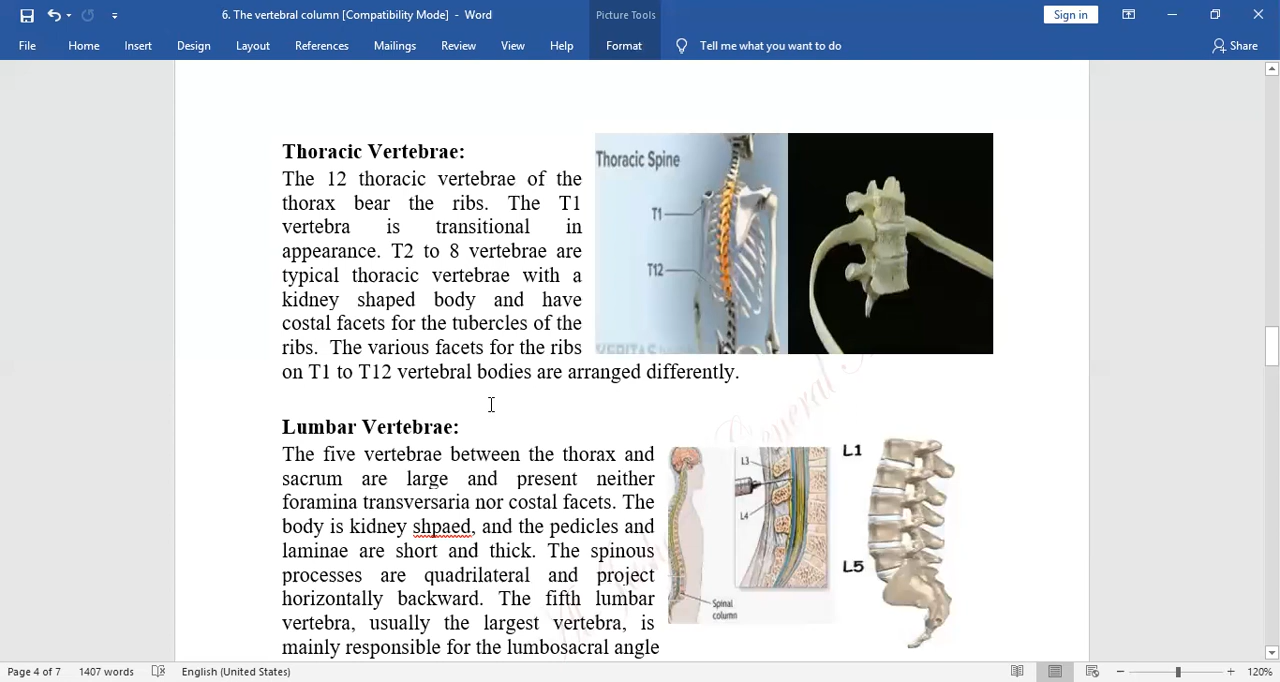 6. The vertebral column [Compatibility Mode] - Word
Picture Tools
Sign in
File Home Insert Design Layout References Mailings Review View Help Format Tell me what you want to do Share
Thoracic Vertebrae:
The 12 thoracic vertebrae of the
thorax bear the ribs. The T1
vertebra is transitional in
appearance. T2 to 8 vertebrae are
typical thoracic vertebrae with a
kidney shaped body and have
costal facets for the tubercles of the
ribs. The various facets for the ribs
on T1 to T12 vertebral bodies are arranged differently.
Thoracic Spine
T1
T12
General
Lumbar Vertebrae:
The five vertebrae between the thorax and
sacrum are large and present neither
foramina transversaria nor costal facets. The
body is kidney shpaed, and the pedicles and
laminae are short and thick. The spinous
processes are quadrilateral and project
horizontally backward. The fifth lumbar
vertebra, usually the largest vertebra, is
mainly responsible for the lumbosacral angle
L3
L4
Spinal
column
L1
L5
Page 4 of 7 1407 words English (United States) 120%